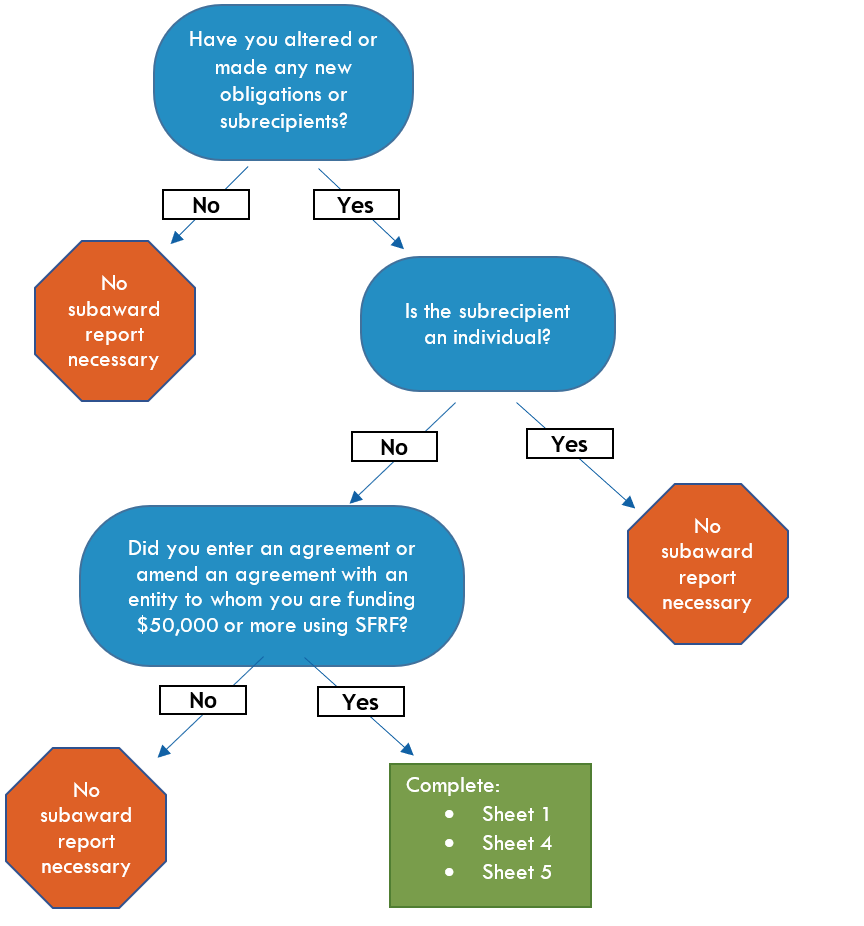 Have you altered or
made any new
obligations or
subrecipients?
No
Yes
No
subaward
report
necessary
Is the subrecipient
an individual?
No
Yes
No
subaward
report
necessary
Did you enter an agreement or
amend an agreement with an
entity to whom you are funding
$50,000 or more using SFRF?
No
Yes
No
subaward
report
necessary
Complete:
• Sheet 1
• Sheet 4
• Sheet 5